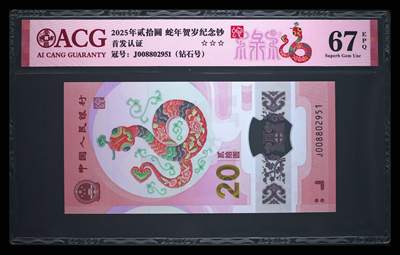 ACG
AI CANG GUARANTY
2025年贰拾圆 蛇年贺岁纪念钞
首发认证 ☆☆☆
冠号：J008802951（钻石号）
67 EPQ
Superb Gem Unc
中国人民银行
贰拾圆
20
J008802951